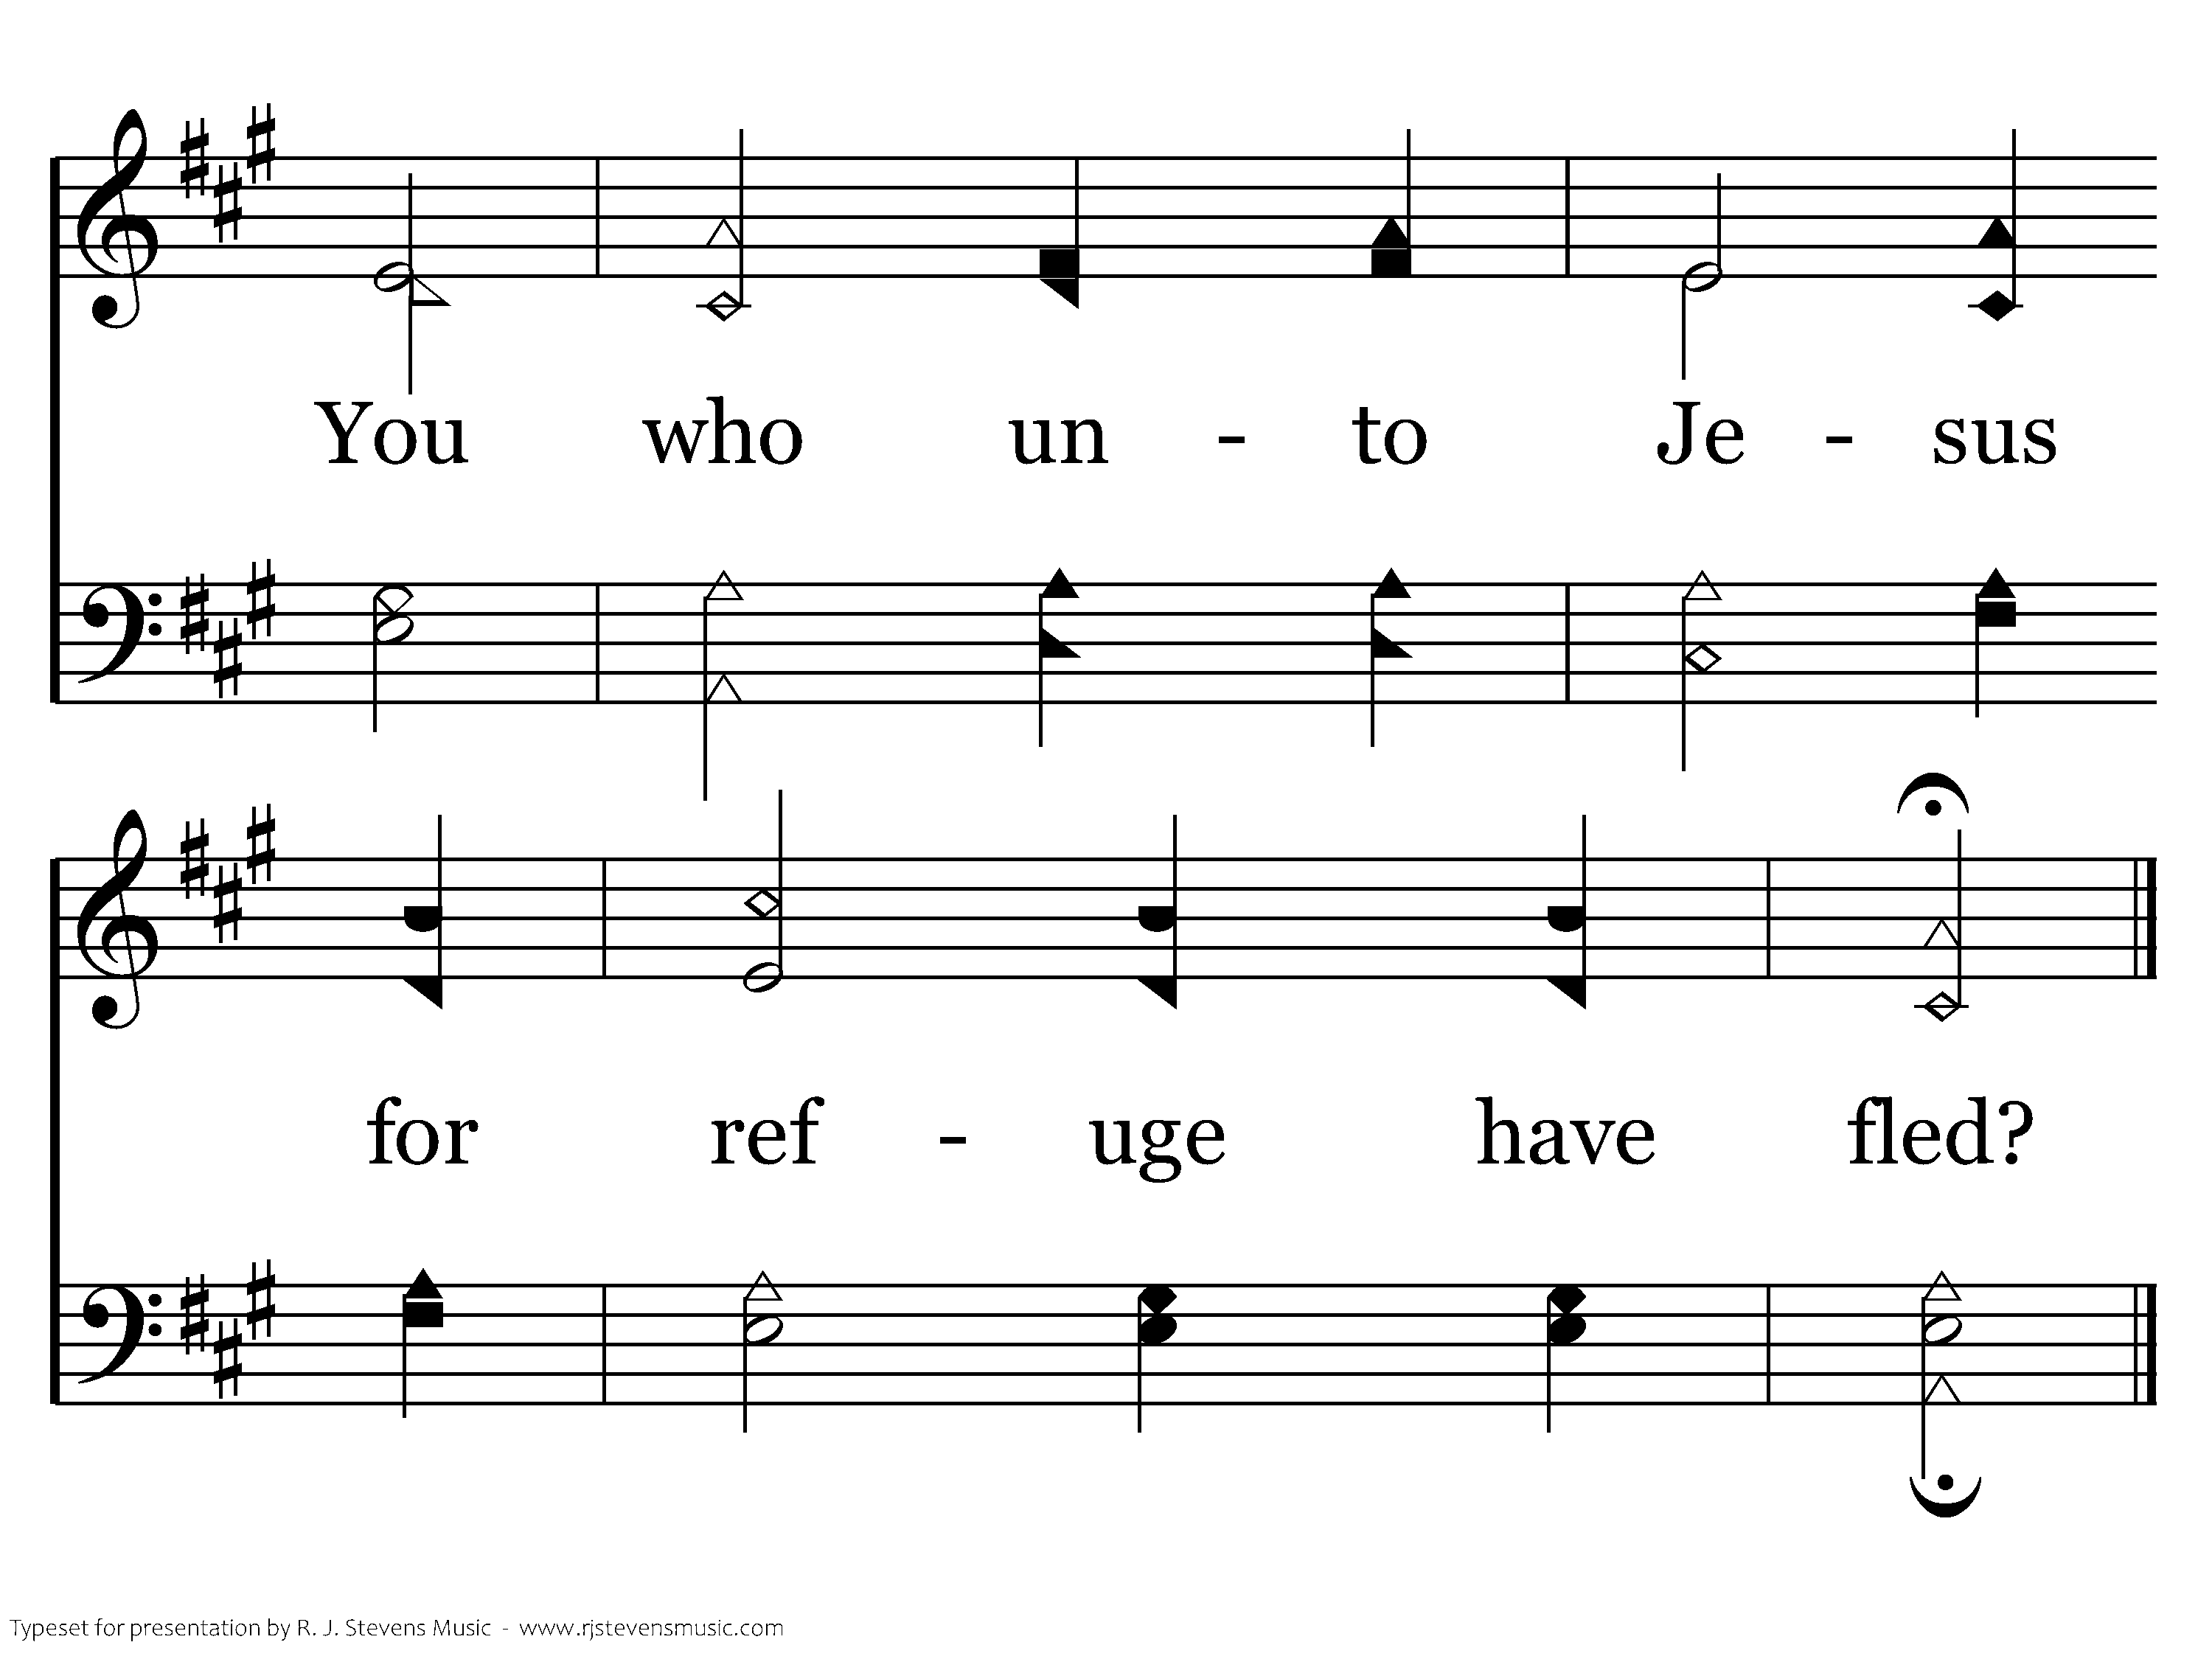 You who un - to Je - sus
for ref - uge have fled?
Typeset for presentation by R. J. Stevens Music - www.rjstevensmusic.com